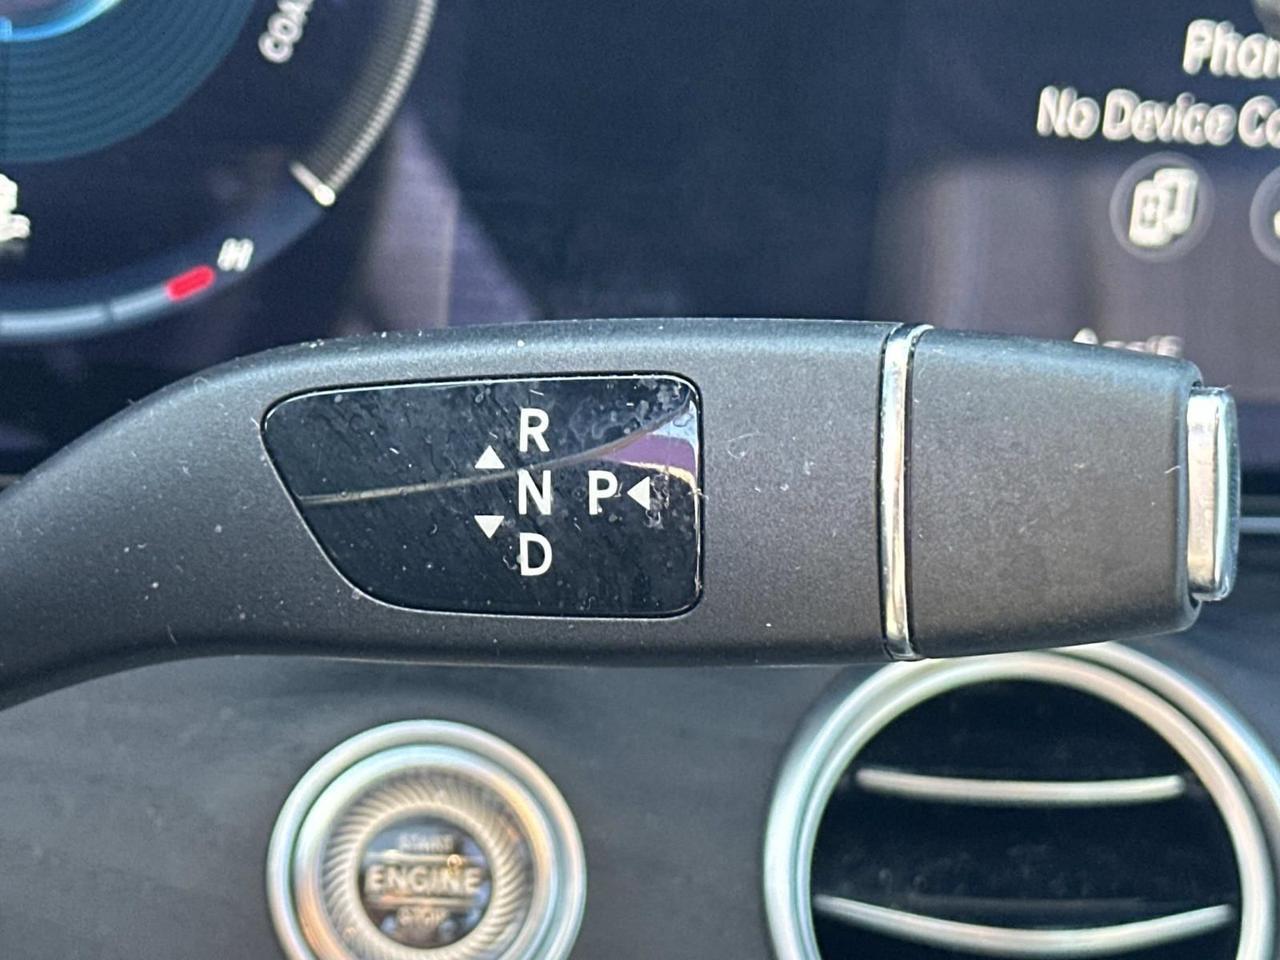 Phon
No Device Co
H
R
N P
D
START
ENGINE
STOP